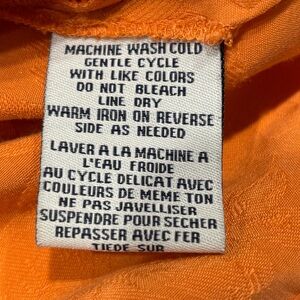 MACHINE WASH COLD
GENTLE CYCLE
WITH LIKE COLORS
DO NOT BLEACH
LINE DRY
WARM IRON ON REVERSE
SIDE AS NEEDED
LAVER A LA MACHINE A
L'EAU FROIDE
AU CYCLE DELICAT AVEC
COULEURS DE MEME TON
NE PAS JAVELLISER
SUSPENDRE POUR SECHER
REPASSER AVEC FER
TIEDE SUR